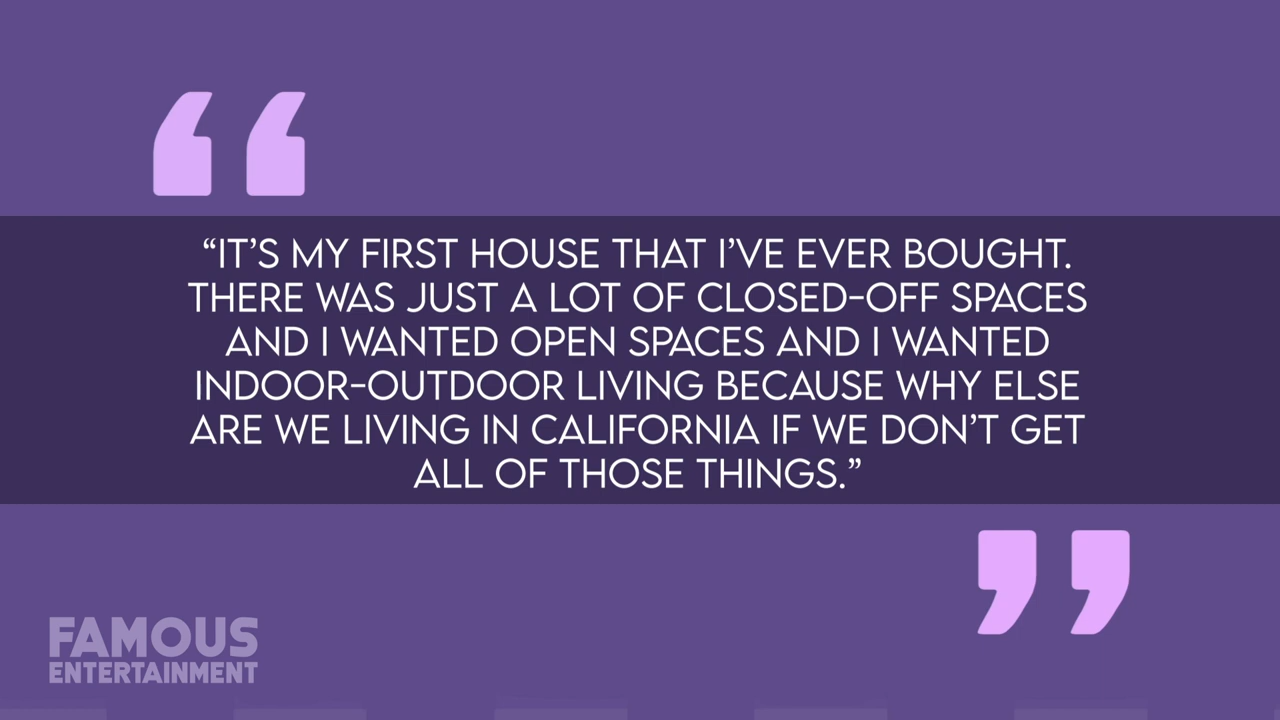 “IT’S MY FIRST HOUSE THAT I’VE EVER BOUGHT.
THERE WAS JUST A LOT OF CLOSED-OFF SPACES
AND I WANTED OPEN SPACES AND I WANTED
INDOOR-OUTDOOR LIVING BECAUSE WHY ELSE
ARE WE LIVING IN CALIFORNIA IF WE DON’T GET
ALL OF THOSE THINGS.”
FAMOUS
ENTERTAINMENT